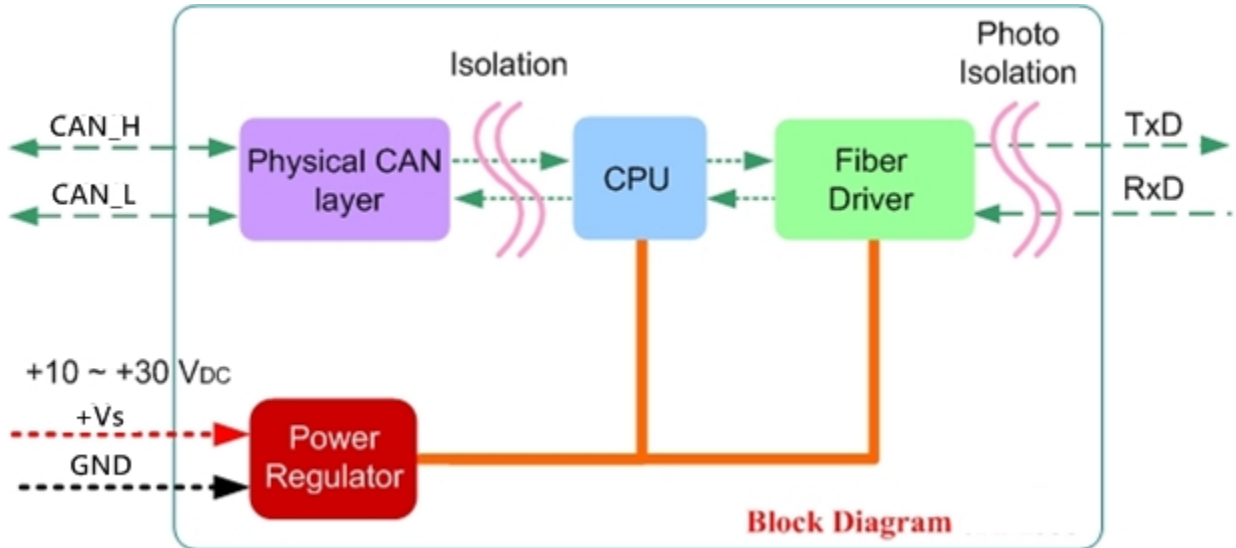 Photo
Isolation
Isolation
CAN_H
CAN_L
Physical CAN
layer
CPU
Fiber
Driver
TxD
RxD
+10 ~ +30 VDC
+Vs
GND
Power
Regulator
Block Diagram